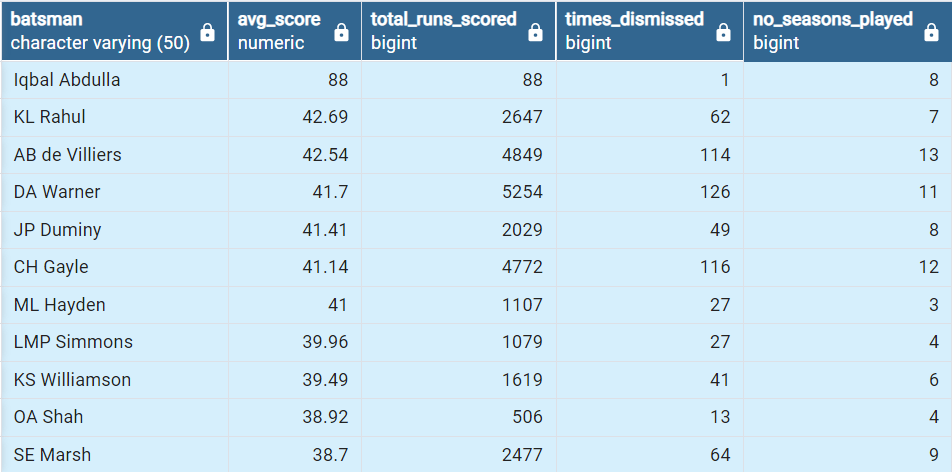 batsman avg_score total_runs_scored times_dismissed no_seasons_played
character varying (50) numeric bigint bigint bigint
Iqbal Abdulla 88 88 1 8
KL Rahul 42.69 2647 62 7
AB de Villiers 42.54 4849 114 13
DA Warner 41.7 5254 126 11
JP Duminy 41.41 2029 49 8
CH Gayle 41.14 4772 116 12
ML Hayden 41 1107 27 3
LMP Simmons 39.96 1079 27 4
KS Williamson 39.49 1619 41 6
OA Shah 38.92 506 13 4
SE Marsh 38.7 2477 64 9